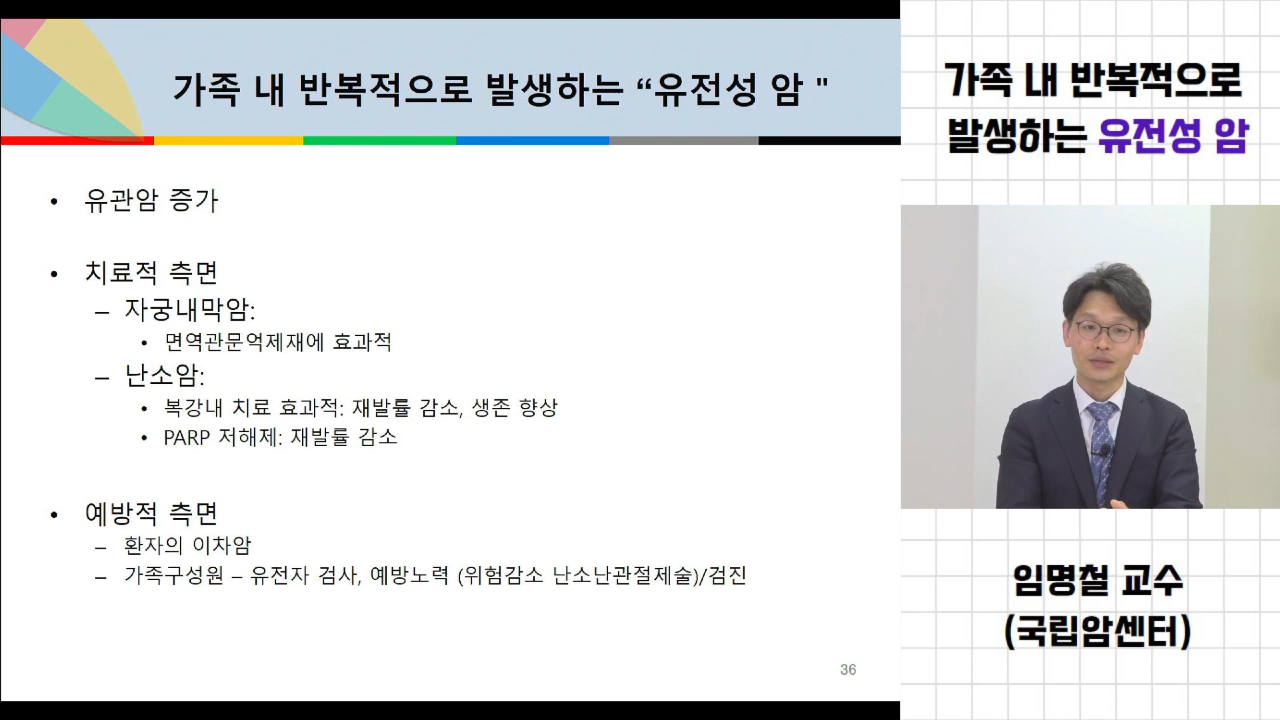 가족 내 반복적으로 발생하는 “유전성 암 "
• 유관암 증가
• 치료적 측면
– 자궁내막암:
• 면역관문억제재에 효과적
– 난소암:
• 복강내 치료 효과적: 재발률 감소, 생존 향상
• PARP 저해제: 재발률 감소
• 예방적 측면
– 환자의 이차암
– 가족구성원 – 유전자 검사, 예방노력 (위험감소 난소난관절제술)/검진
36
가족 내 반복적으로
발생하는 유전성 암
임명철 교수
(국립암센터)